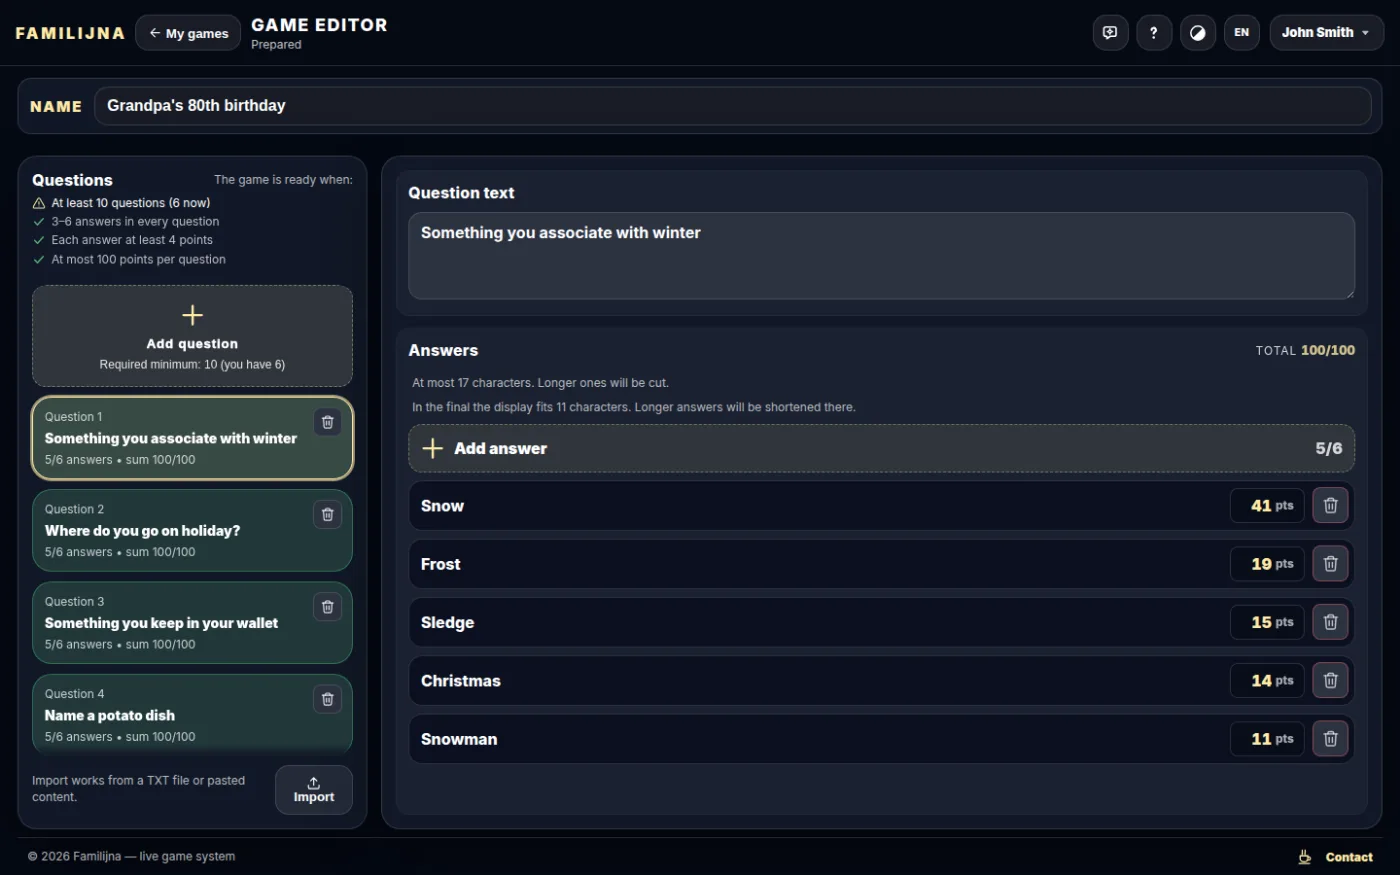 FAMILIJNA
← My games
GAME EDITOR
Prepared
?
EN
John Smith
NAME
Grandpa's 80th birthday
Questions
The game is ready when:
At least 10 questions (6 now)
3–6 answers in every question
Each answer at least 4 points
At most 100 points per question
Add question
Required minimum: 10 (you have 6)
Question 1
Something you associate with winter
5/6 answers • sum 100/100
Question 2
Where do you go on holiday?
5/6 answers • sum 100/100
Question 3
Something you keep in your wallet
5/6 answers • sum 100/100
Question 4
Name a potato dish
5/6 answers • sum 100/100
Import works from a TXT file or pasted
content.
Import
Question text
Something you associate with winter
Answers
TOTAL 100/100
At most 17 characters. Longer ones will be cut.
In the final the display fits 11 characters. Longer answers will be shortened there.
Add answer
5/6
Snow
41 pts
Frost
19 pts
Sledge
15 pts
Christmas
14 pts
Snowman
11 pts
© 2026 Familijna — live game system
Contact